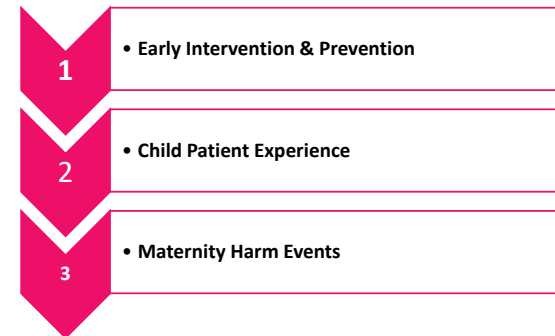 1
• Early Intervention & Prevention
2
• Child Patient Experience
3
• Maternity Harm Events